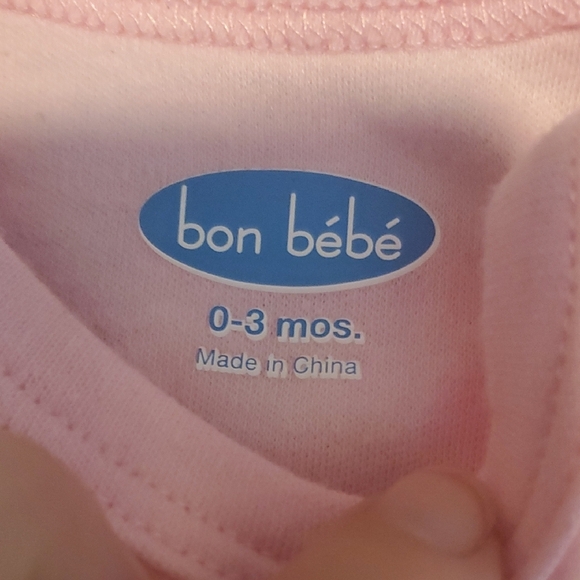 bon bébé
0-3 mos.
Made in China